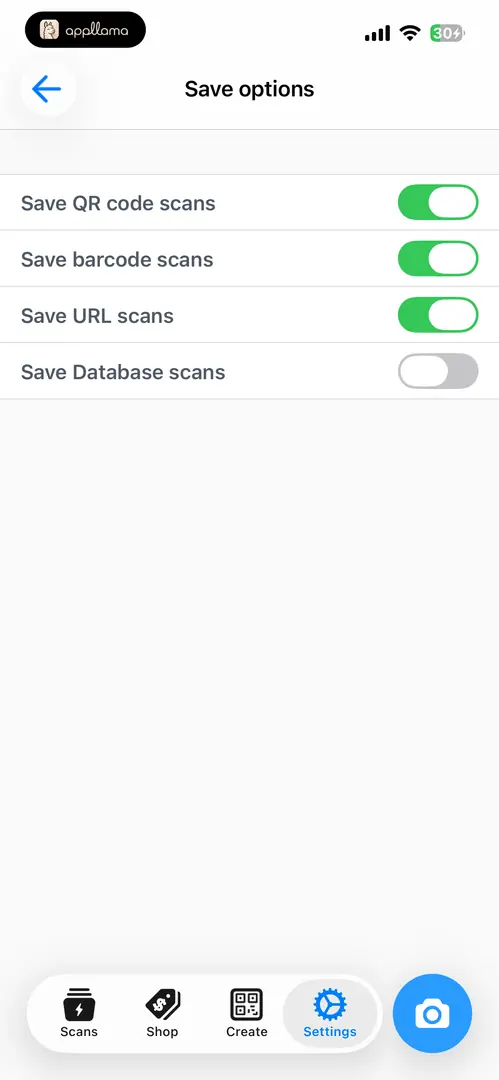 appllama
30
Save options
Save QR code scans
Save barcode scans
Save URL scans
Save Database scans
Scans
Shop
Create
Settings